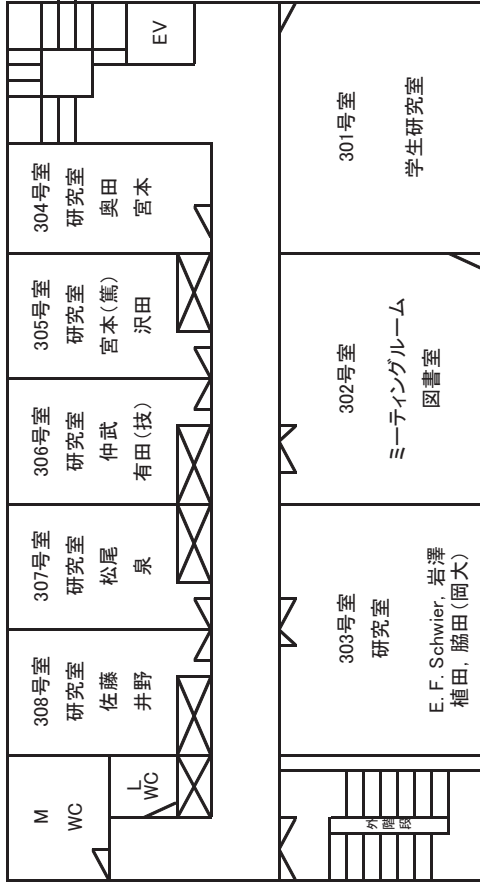 EV
304号室
研究室
奥田
宮本
305号室
研究室
宮本(篤)
沢田
306号室
研究室
仲武
有田(技)
307号室
研究室
松尾
泉
308号室
研究室
佐藤
井野
M
WC
L
WC
301号室
学生研究室
302号室
ミーティングルーム
図書室
303号室
研究室
E. F. Schwier, 岩澤
植田, 脇田(岡大)
外階段